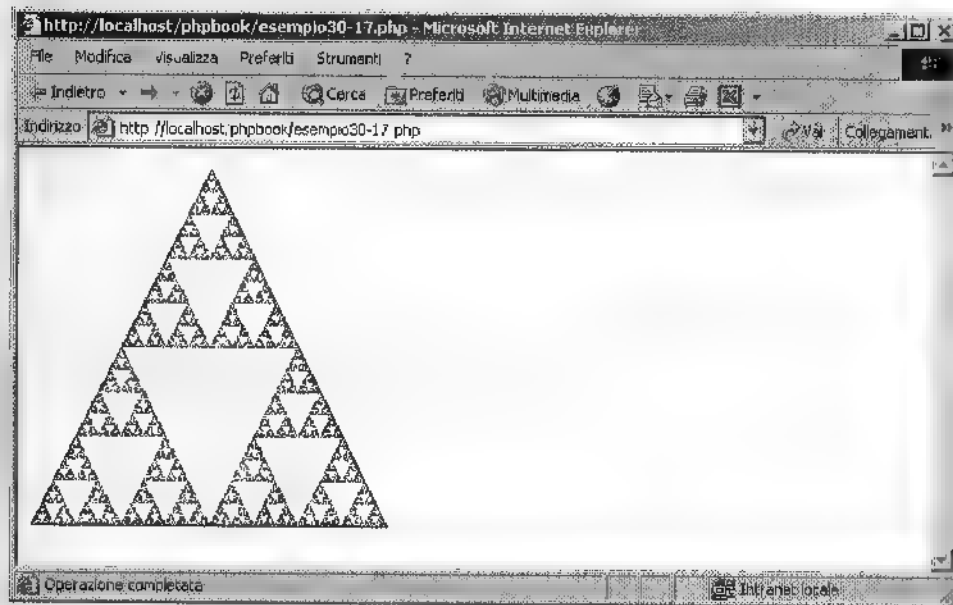 http://localhost/phpbook/esempio30-17.php - Microsoft Internet Explorer
File Modifica Visualizza Preferiti Strumenti ?
Indietro Cerca Preferiti Multimedia
Indirizzo http://localhost/phpbook/esempio30-17.php Vai Collegament. »
Operazione completata Intranet locale